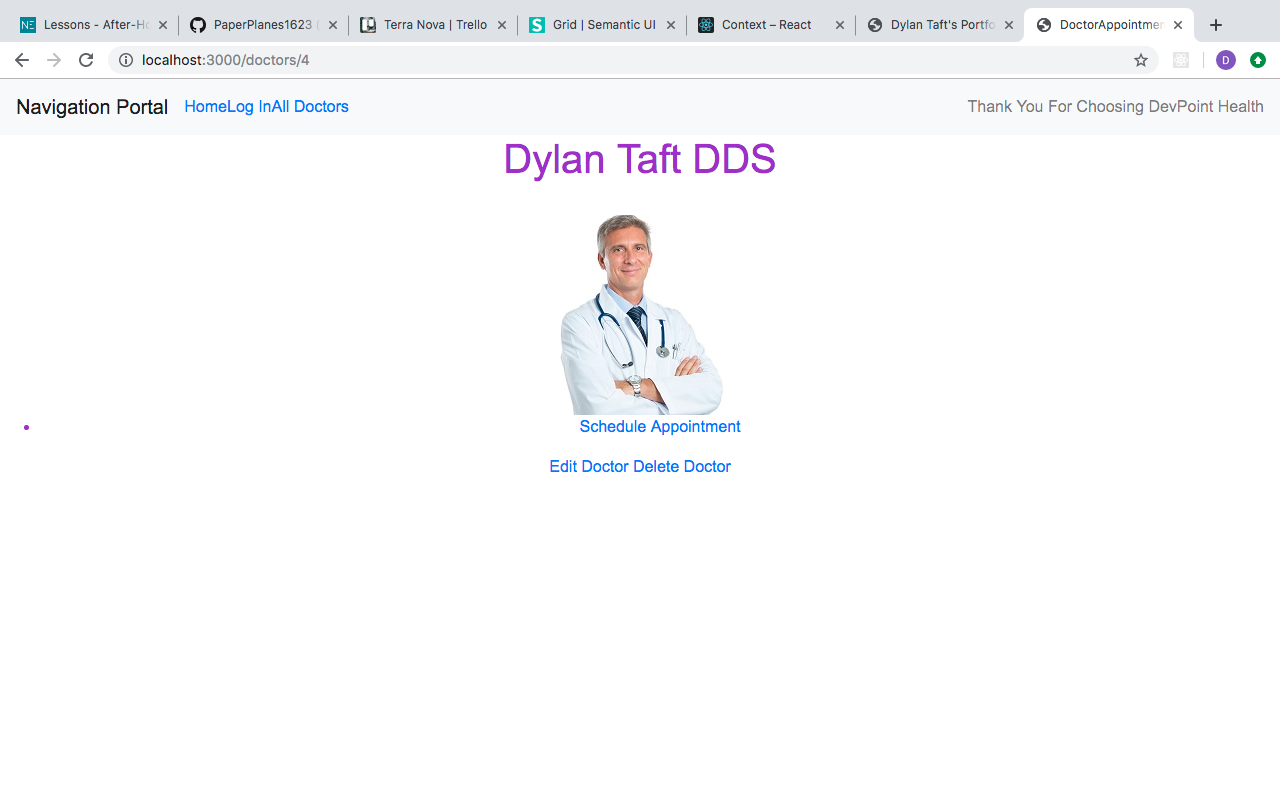 Lessons - After-Ho
PaperPlanes1623 (
Terra Nova | Trello
Grid | Semantic UI
Context – React
Dylan Taft's Portfo
DoctorAppointmen
localhost:3000/doctors/4
D
Navigation Portal HomeLog InAll Doctors Thank You For Choosing DevPoint Health
Dylan Taft DDS
Schedule Appointment
Edit Doctor Delete Doctor